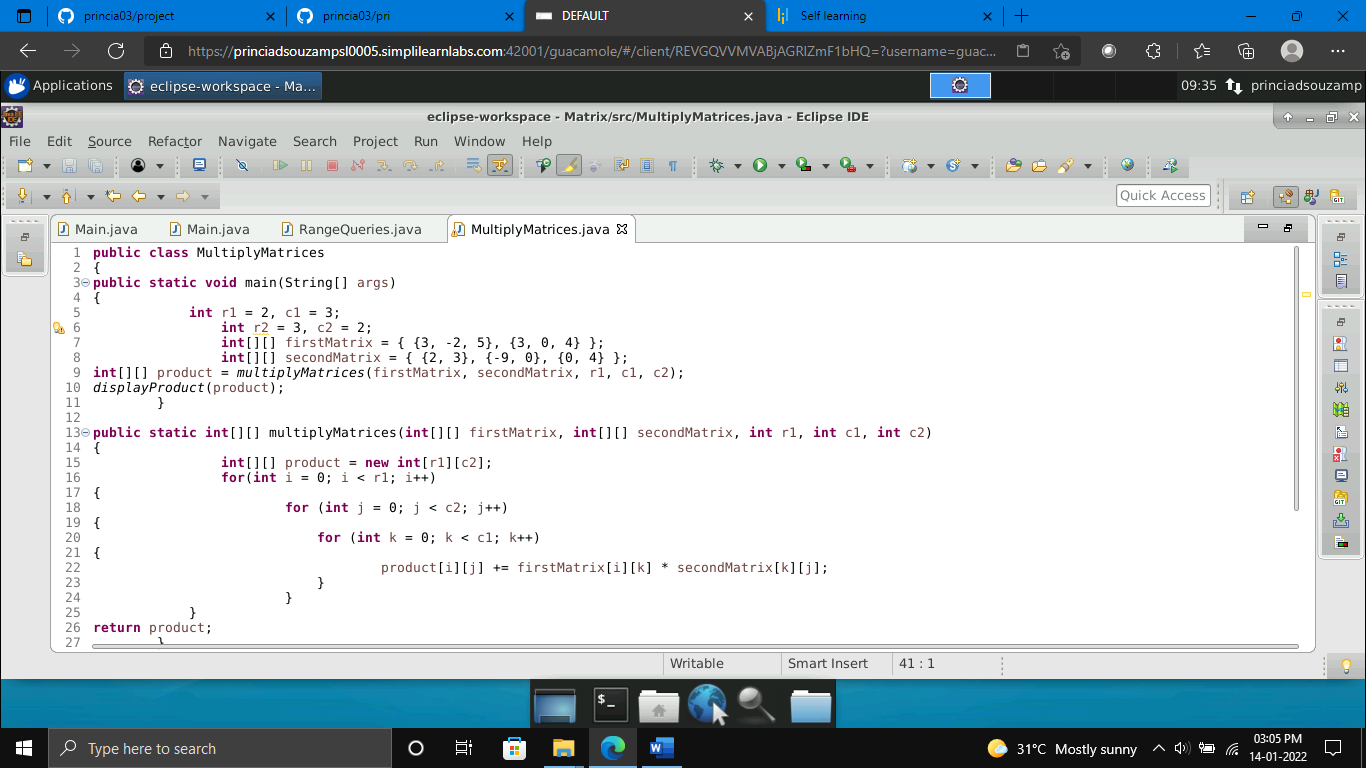 princia03/project
princia03/pri
DEFAULT
Self learning
https://princiadsouzampsl0005.simplilearnlabs.com:42001/guacamole/#/client/REVGQVVMVABjAGRlZmF1bHQ=?username=guac...
Applications
eclipse-workspace - Ma...
09:35
princiadsouzamp
eclipse-workspace - Matrix/src/MultiplyMatrices.java - Eclipse IDE
File Edit Source Refactor Navigate Search Project Run Window Help
Quick Access
Main.java
Main.java
RangeQueries.java
MultiplyMatrices.java
1 public class MultiplyMatrices
2 {
3 public static void main(String[] args)
4 {
5 int r1 = 2, c1 = 3;
6 int r2 = 3, c2 = 2;
7 int[][] firstMatrix = { {3, -2, 5}, {3, 0, 4} };
8 int[][] secondMatrix = { {2, 3}, {-9, 0}, {0, 4} };
9 int[][] product = multiplyMatrices(firstMatrix, secondMatrix, r1, c1, c2);
10 displayProduct(product);
11 }
12
13 public static int[][] multiplyMatrices(int[][] firstMatrix, int[][] secondMatrix, int r1, int c1, int c2)
14 {
15 int[][] product = new int[r1][c2];
16 for(int i = 0; i < r1; i++)
17 {
18 for (int j = 0; j < c2; j++)
19 {
20 for (int k = 0; k < c1; k++)
21 {
22 product[i][j] += firstMatrix[i][k] * secondMatrix[k][j];
23 }
24 }
25 }
26 return product;
27 }
Writable
Smart Insert
41 : 1
Type here to search
31°C Mostly sunny
03:05 PM
14-01-2022